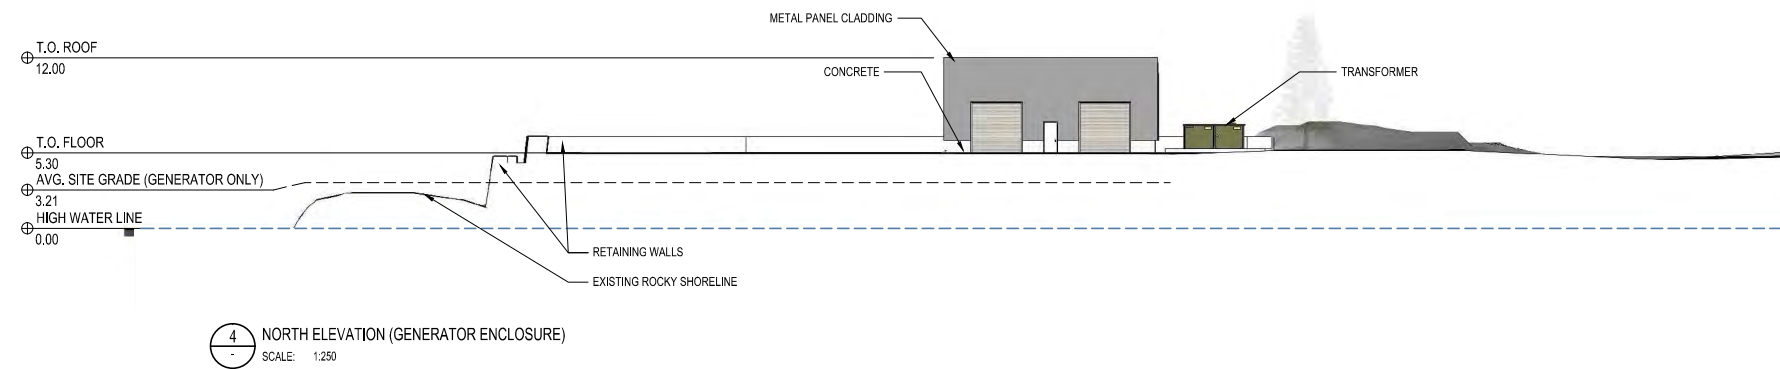 METAL PANEL CLADDING
T.O. ROOF
12.00
CONCRETE
TRANSFORMER
T.O. FLOOR
5.30
AVG. SITE GRADE (GENERATOR ONLY)
3.21
HIGH WATER LINE
0.00
RETAINING WALLS
EXISTING ROCKY SHORELINE
4
-
NORTH ELEVATION (GENERATOR ENCLOSURE)
SCALE: 1:250